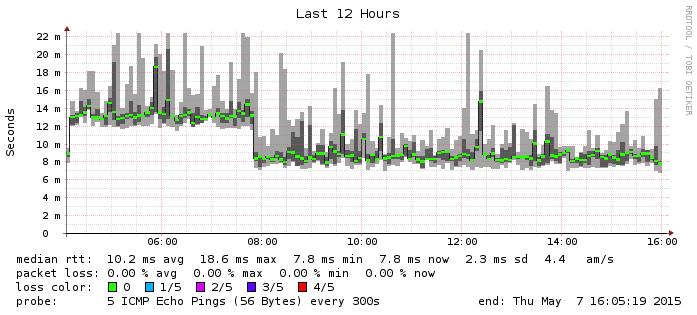 Last 12 Hours
RRDTOOL / TOBI OETIKER
Seconds
22 m
20 m
18 m
16 m
14 m
12 m
10 m
8 m
6 m
4 m
2 m
0
06:00 08:00 10:00 12:00 14:00 16:00
median rtt: 10.2 ms avg 18.6 ms max 7.8 ms min 7.8 ms now 2.3 ms sd 4.4 am/s
packet loss: 0.00 % avg 0.00 % max 0.00 % min 0.00 % now
loss color: 0 1/5 2/5 3/5 4/5
probe: 5 ICMP Echo Pings (56 Bytes) every 300s end: Thu May 7 16:05:19 2015